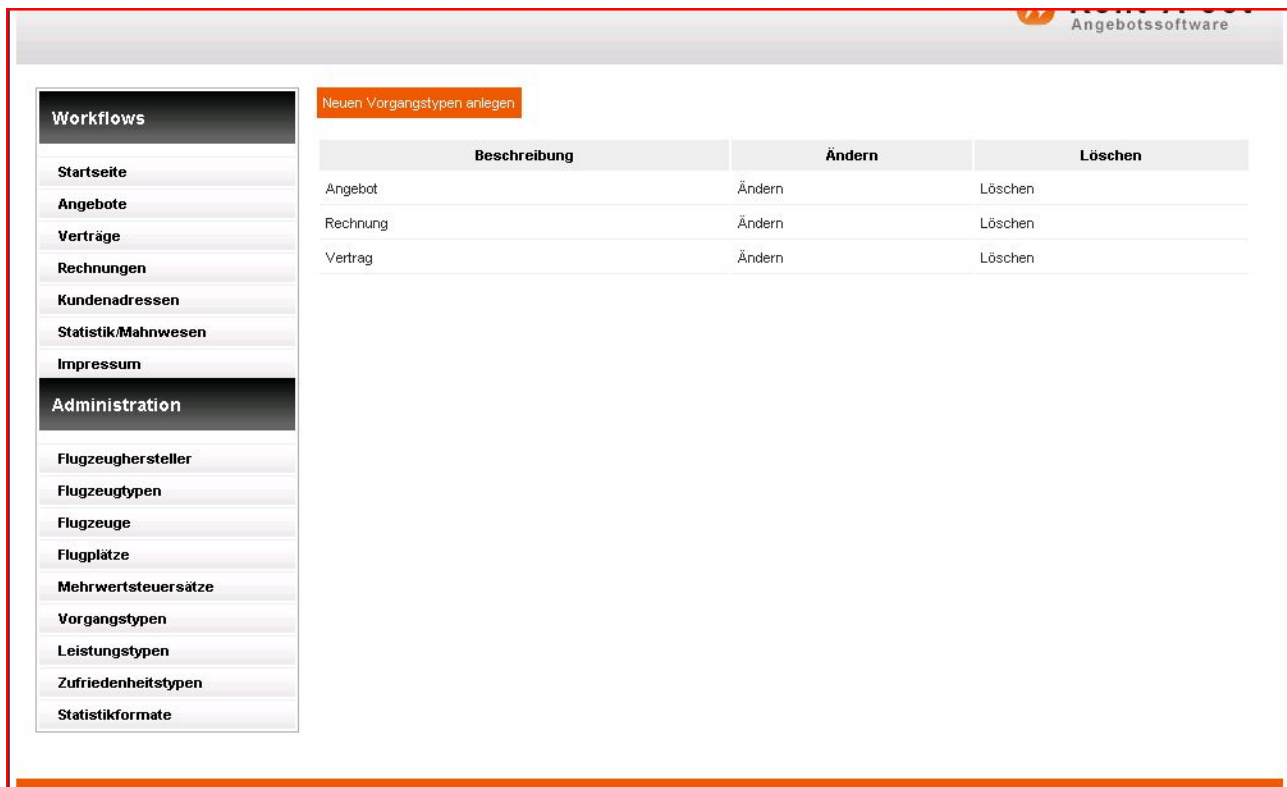 Angebotssoftware
Workflows
Startseite
Angebote
Verträge
Rechnungen
Kundenadressen
Statistik/Mahnwesen
Impressum
Administration
Flugzeughersteller
Flugzeugtypen
Flugzeuge
Flugplätze
Mehrwertsteuersätze
Vorgangstypen
Leistungstypen
Zufriedenheitstypen
Statistikformate
Neuen Vorgangstypen anlegen
Beschreibung Ändern Löschen
Angebot Ändern Löschen
Rechnung Ändern Löschen
Vertrag Ändern Löschen